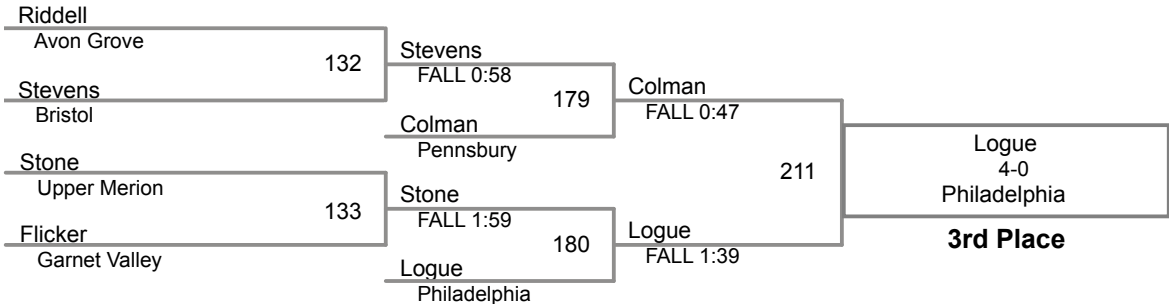 Riddell
Avon Grove
132
Stevens
Bristol
Stevens
FALL 0:58
179
Colman
Pennsbury
Colman
FALL 0:47
Stone
Upper Merion
133
Flicker
Garnet Valley
Stone
FALL 1:59
180
Logue
Philadelphia
Logue
FALL 1:39
211
Logue
4-0
Philadelphia
3rd Place